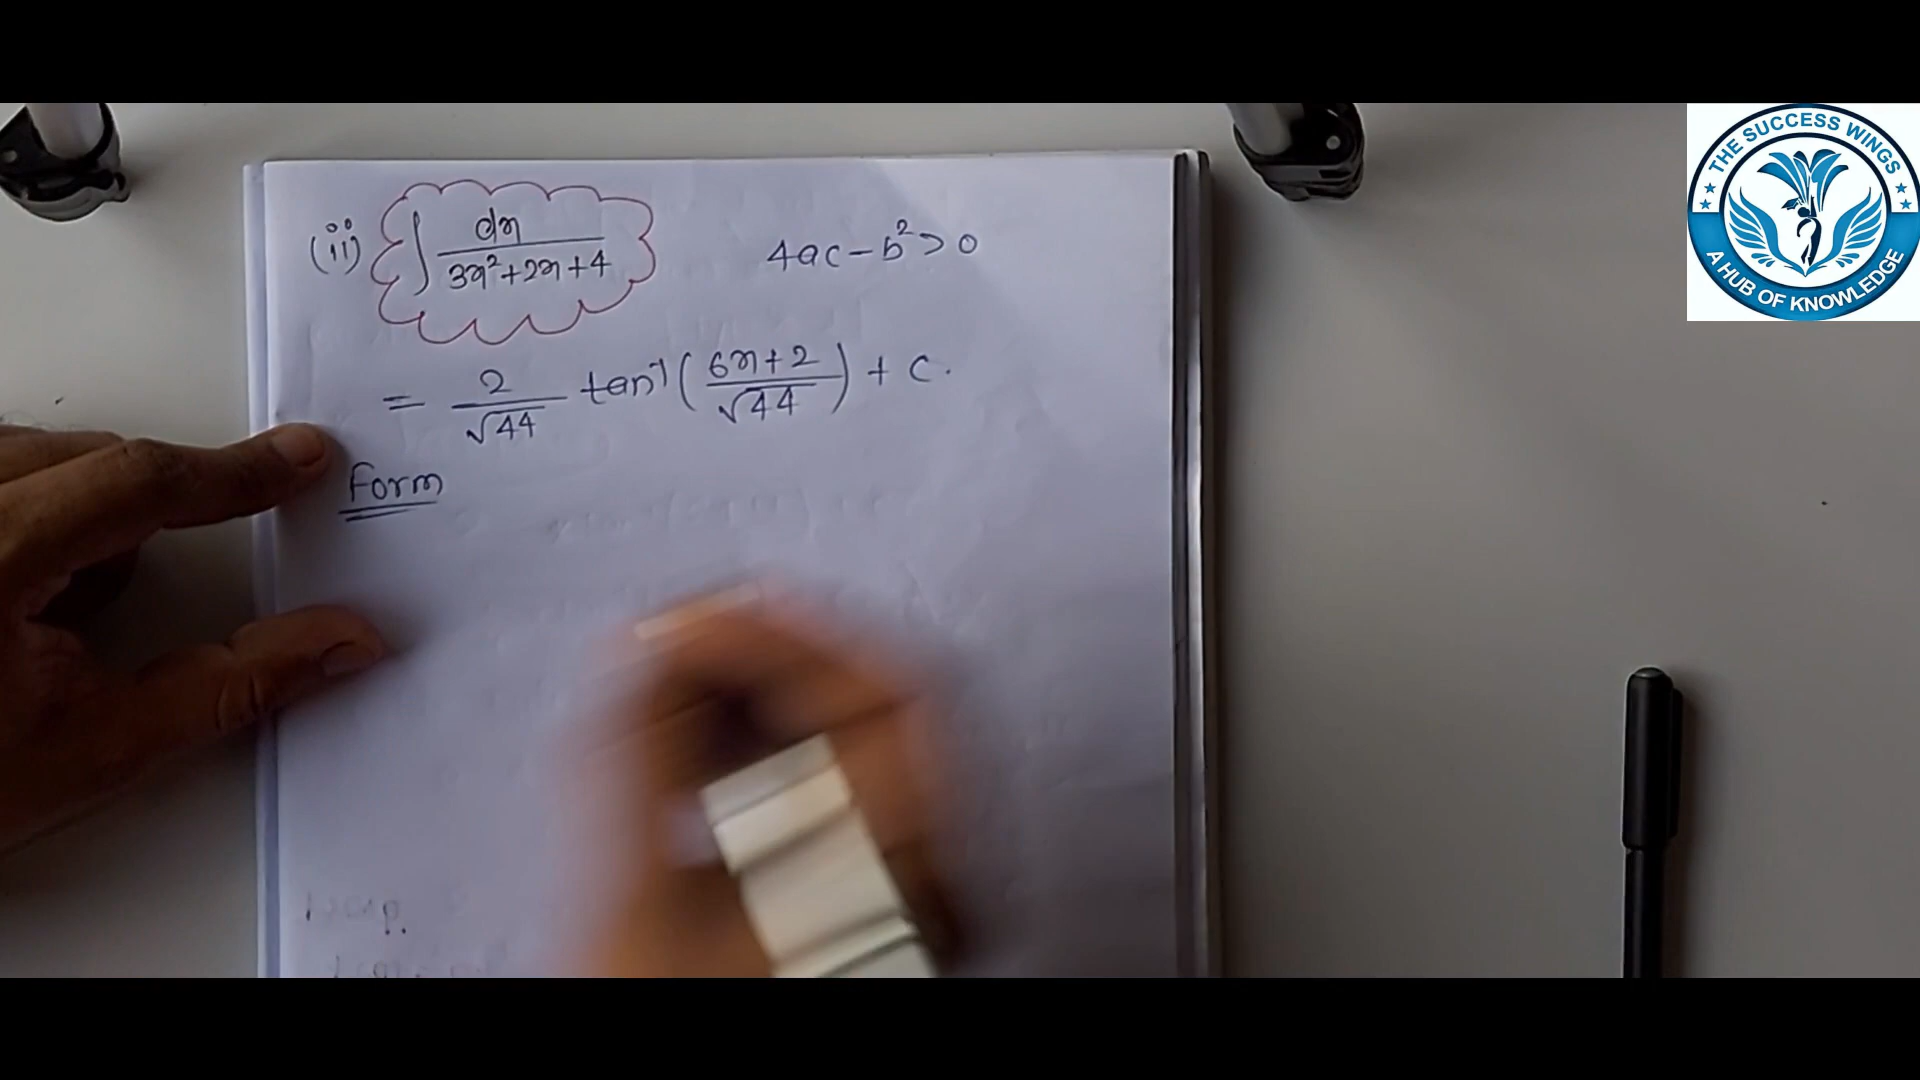 (ii) ∫ dx / 3x²+2x+4    4ac - b² > 0
= 2/√44 tan⁻¹ ( 6x+2 / √44 ) + c.
Form
THE SUCCESS WINGS
A HUB OF KNOWLEDGE